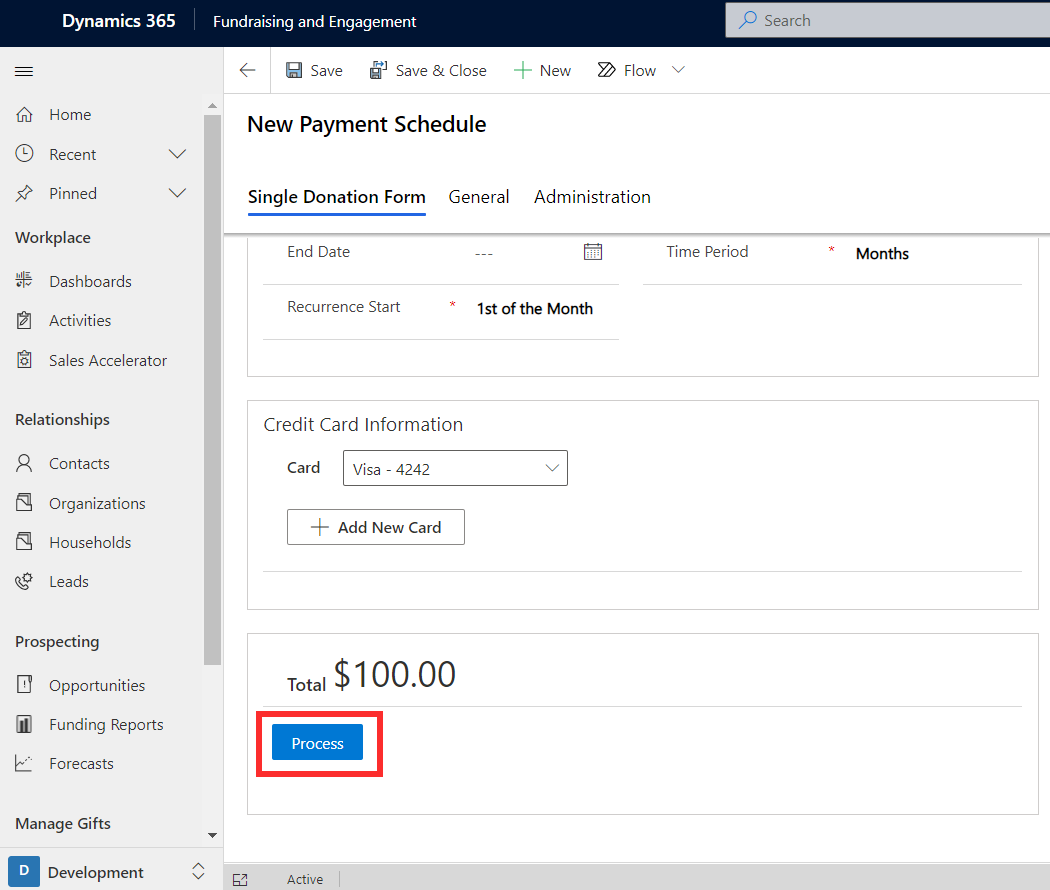 Dynamics 365 Fundraising and Engagement Search
Save Save & Close New Flow
Home
Recent
Pinned
Workplace
Dashboards
Activities
Sales Accelerator
Relationships
Contacts
Organizations
Households
Leads
Prospecting
Opportunities
Funding Reports
Forecasts
Manage Gifts
D Development
New Payment Schedule
Single Donation Form General Administration
End Date --- Time Period * Months
Recurrence Start * 1st of the Month
Credit Card Information
Card Visa - 4242
Add New Card
Total $100.00
Process
Active